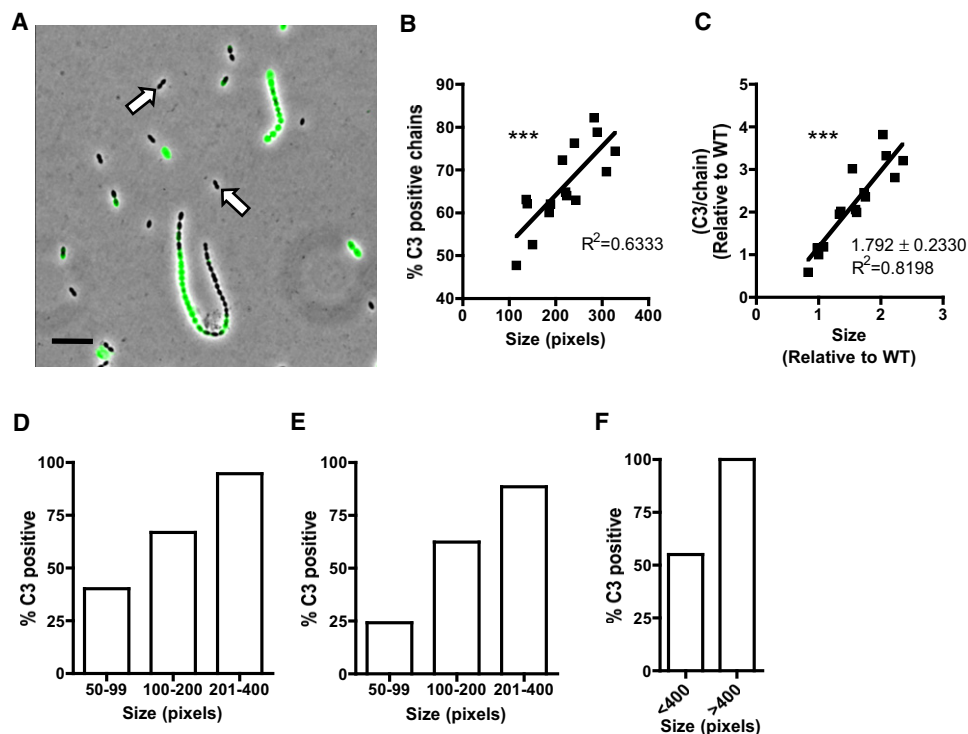 A
B
90
80
70
60
50
40
% C3 positive chains
***
R2=0.6333
0 100 200 300 400
Size (pixels)
C
5
4
3
2
1
0
(C3/chain)
(Relative to WT)
***
1.792 ± 0.2330
R2=0.8198
0 1 2 3
Size
(Relative to WT)
D
100
75
50
25
0
% C3 positive
50-99 100-200 201-400
Size (pixels)
E
100
75
50
25
0
% C3 positive
50-99 100-200 201-400
Size (pixels)
F
100
75
50
25
0
% C3 positive
<400 >400
Size (pixels)